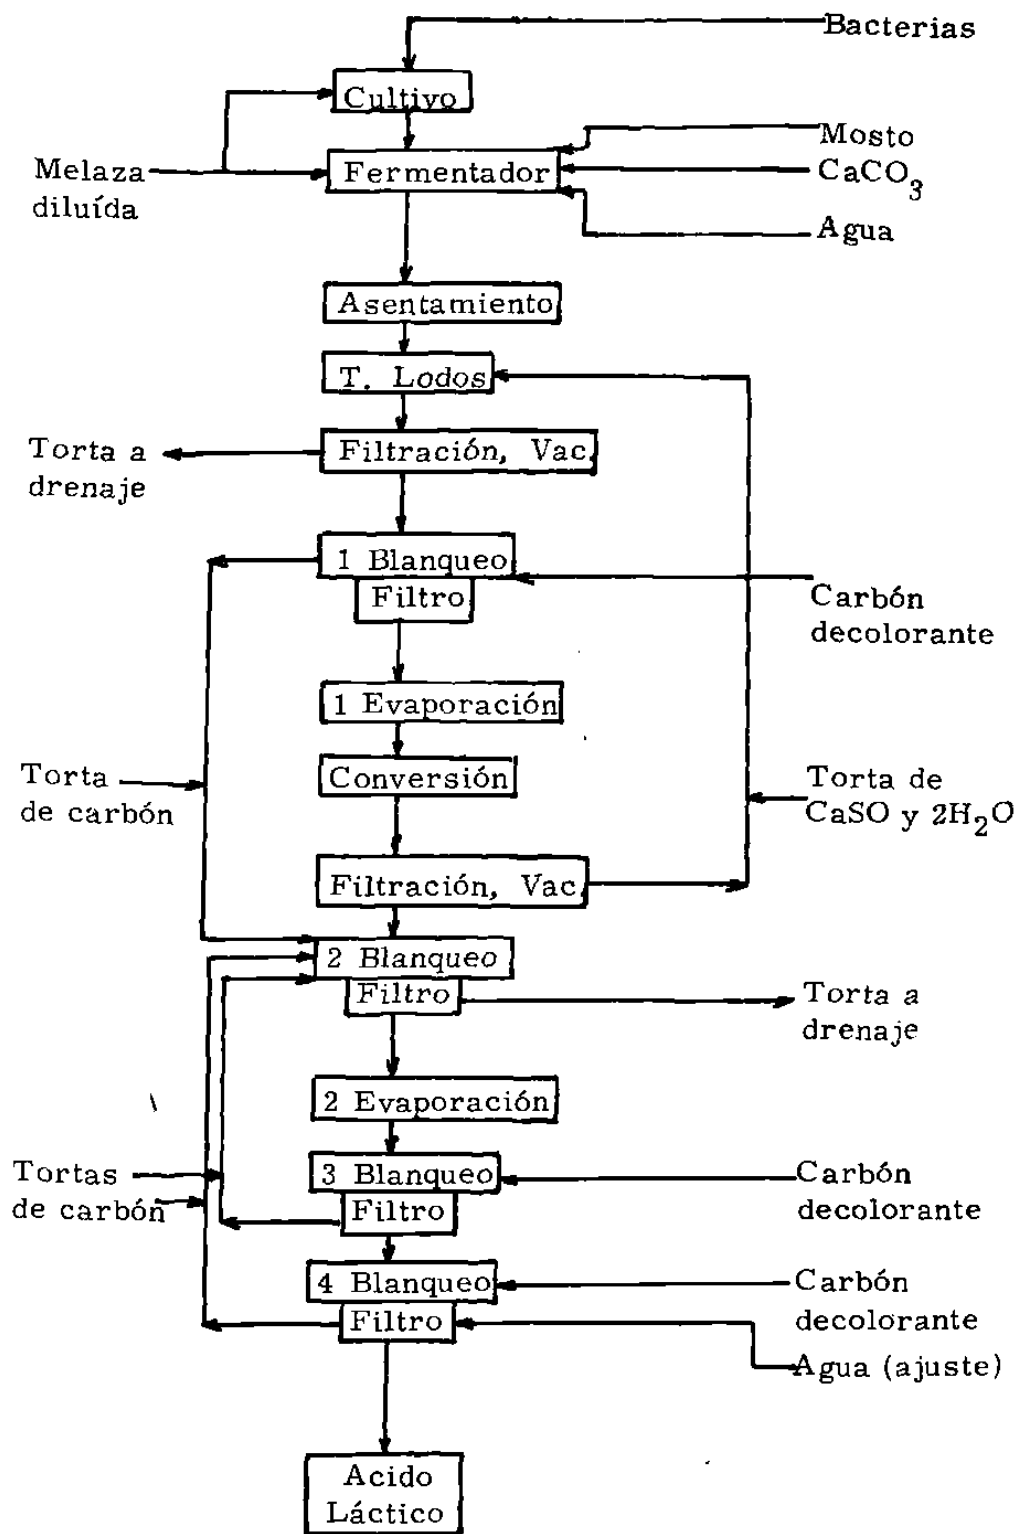 Bacterias
Cultivo
Mosto
Melaza
diluída
Fermentador
CaCO3
Agua
Asentamiento
T. Lodos
Torta a
drenaje
Filtración, Vac.
1 Blanqueo
Filtro
Carbón
decolorante
1 Evaporación
Torta
de carbón
Conversión
Torta de
CaSO y 2H2O
Filtración, Vac.
2 Blanqueo
Filtro
Torta a
drenaje
2 Evaporación
Tortas
de carbón
3 Blanqueo
Filtro
Carbón
decolorante
4 Blanqueo
Filtro
Carbón
decolorante
Agua (ajuste)
Acido
Láctico